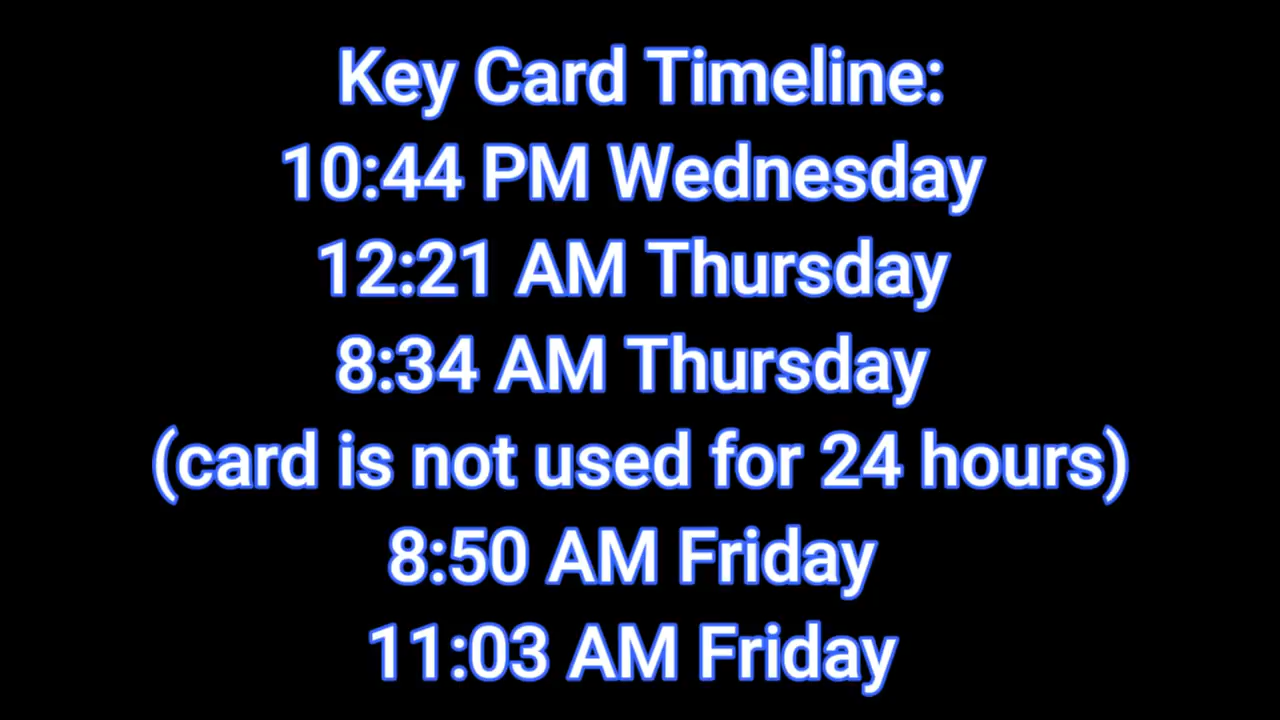 Key Card Timeline:
10:44 PM Wednesday
12:21 AM Thursday
8:34 AM Thursday
(card is not used for 24 hours)
8:50 AM Friday
11:03 AM Friday